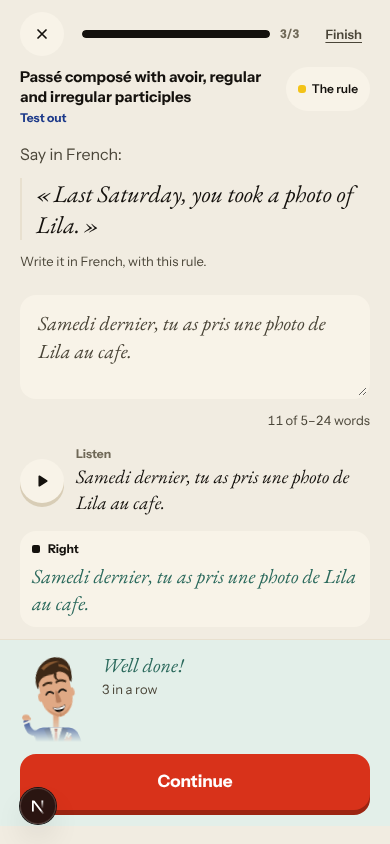 3/3
Finish
Passé composé with avoir, regular
and irregular participles
The rule
Test out
Say in French:
« Last Saturday, you took a photo of
Lila. »
Write it in French, with this rule.
Samedi dernier, tu as pris une photo de
Lila au cafe.
11 of 5–24 words
Listen
Samedi dernier, tu as pris une photo de
Lila au cafe.
Right
Samedi dernier, tu as pris une photo de Lila
au cafe.
Well done!
3 in a row
Continue
N